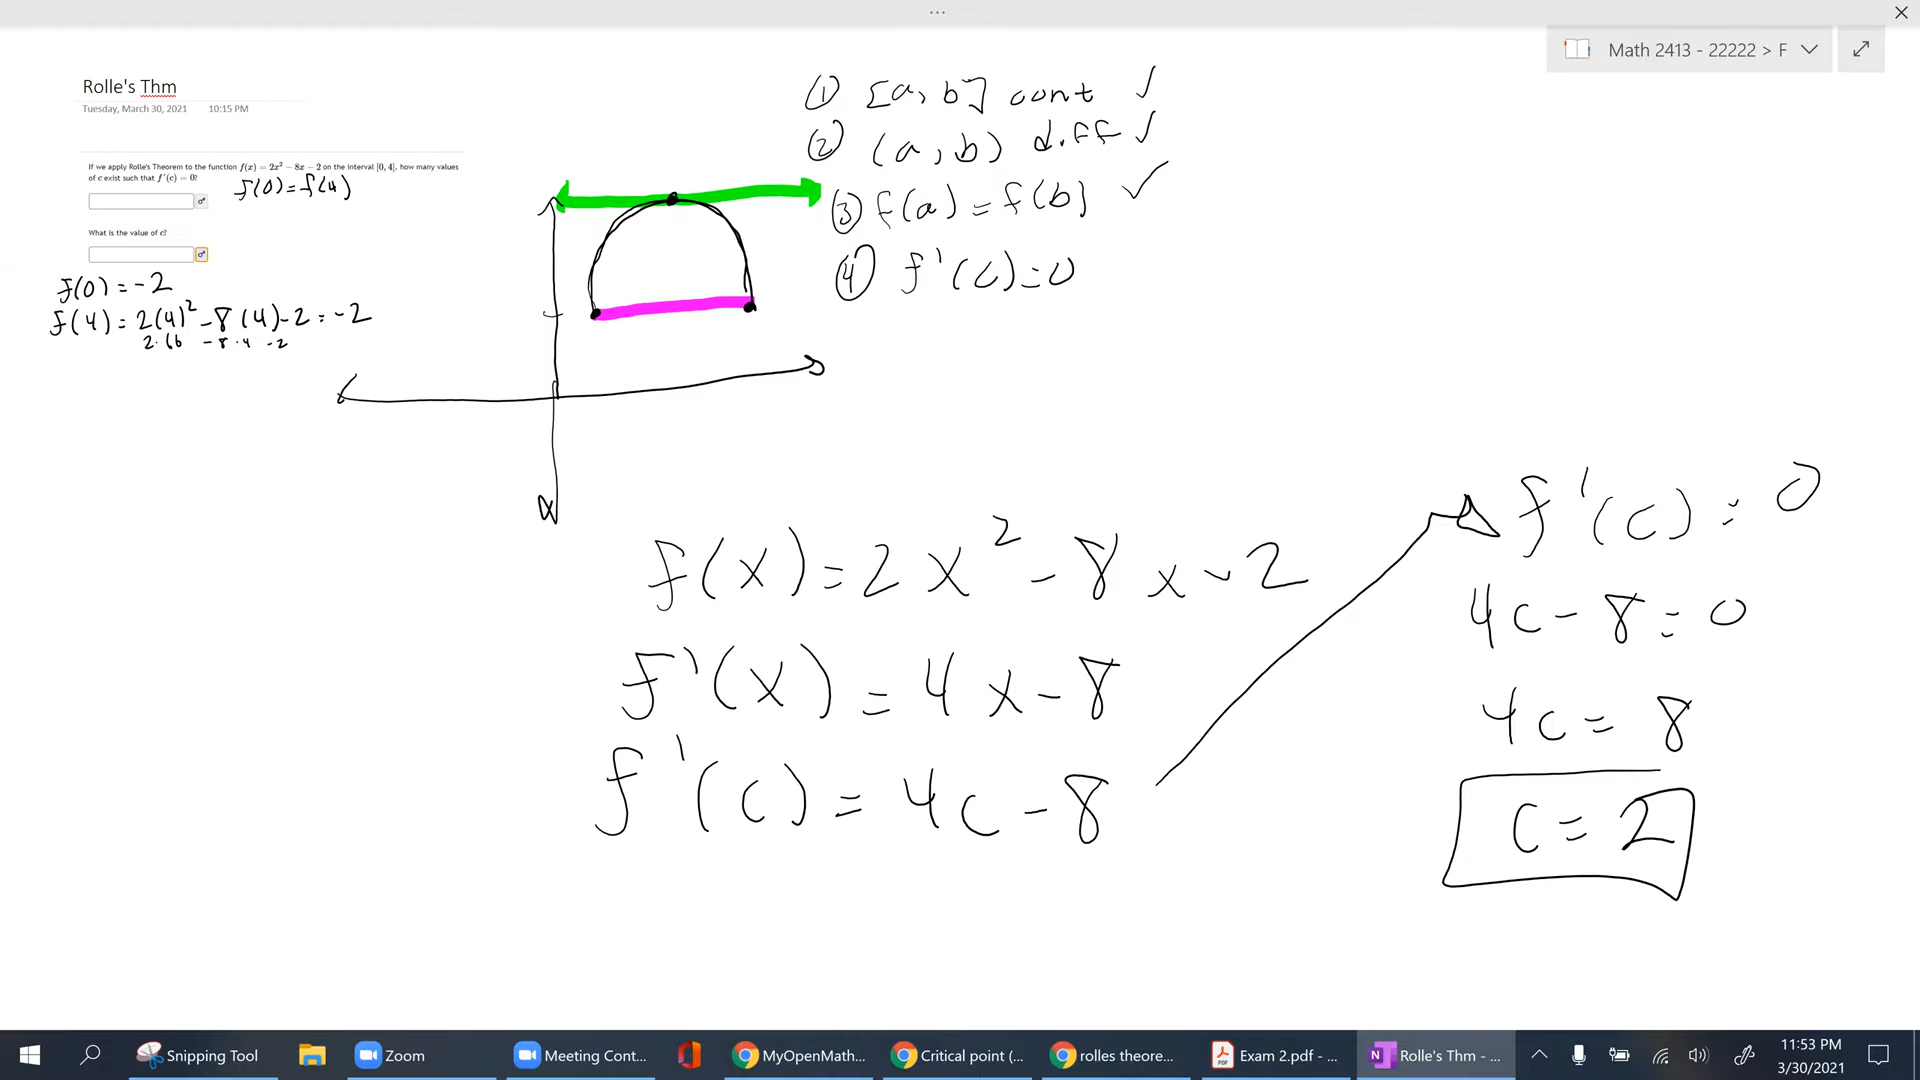 ...
Math 2413 - 22222 > F
Rolle's Thm
Tuesday, March 30, 2021 10:15 PM
If we apply Rolle's Theorem to the function f(x) = 2x² − 8x − 2 on the interval [0, 4], how many values
of c exist such that f'(c) = 0?
f(0) = f(4)
What is the value of c?
f(0) = -2
f(4) = 2(4)² - 8(4) - 2 = -2
2·16 -8·4 -2
① [a, b] cont ✓
② (a, b) diff ✓
③ f(a) = f(b) ✓
④ f'(c) = 0
f(x) = 2x² - 8x - 2
f'(x) = 4x - 8
f'(c) = 4c - 8
f'(c) = 0
4c - 8 = 0
4c = 8
c = 2
Snipping Tool
Zoom
Meeting Cont...
MyOpenMath...
Critical point (...
rolles theore...
Exam 2.pdf - ...
Rolle's Thm - ...
11:53 PM
3/30/2021